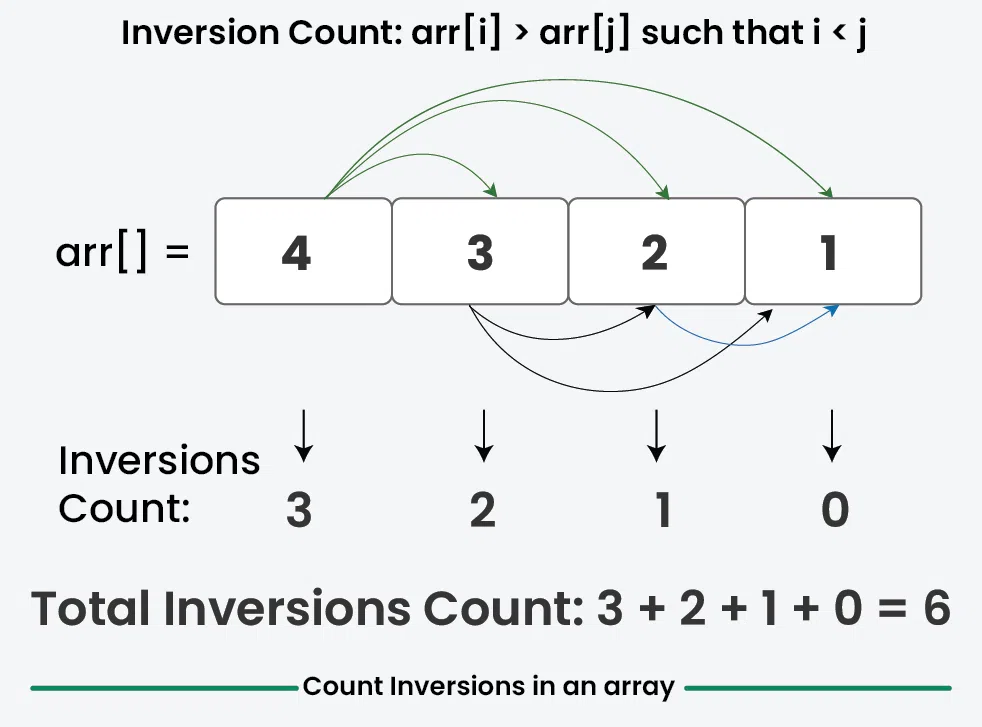 Inversion Count: arr[i] > arr[j] such that i < j
arr[] = 4 3 2 1
Inversions
Count: 3 2 1 0
Total Inversions Count: 3 + 2 + 1 + 0 = 6
Count Inversions in an array